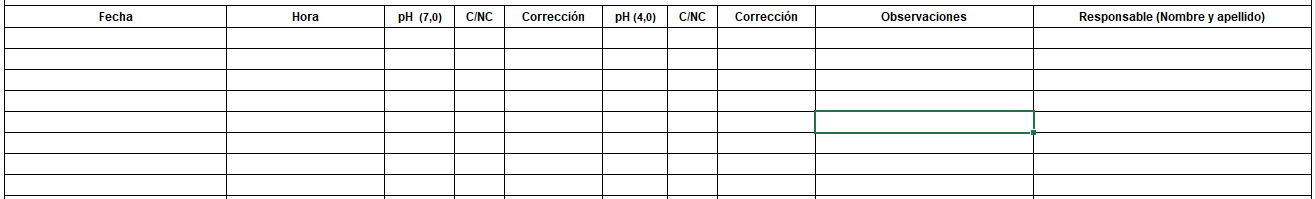 Fecha Hora pH (7,0) C/NC Corrección pH (4,0) C/NC Corrección Observaciones Responsable (Nombre y apellido)